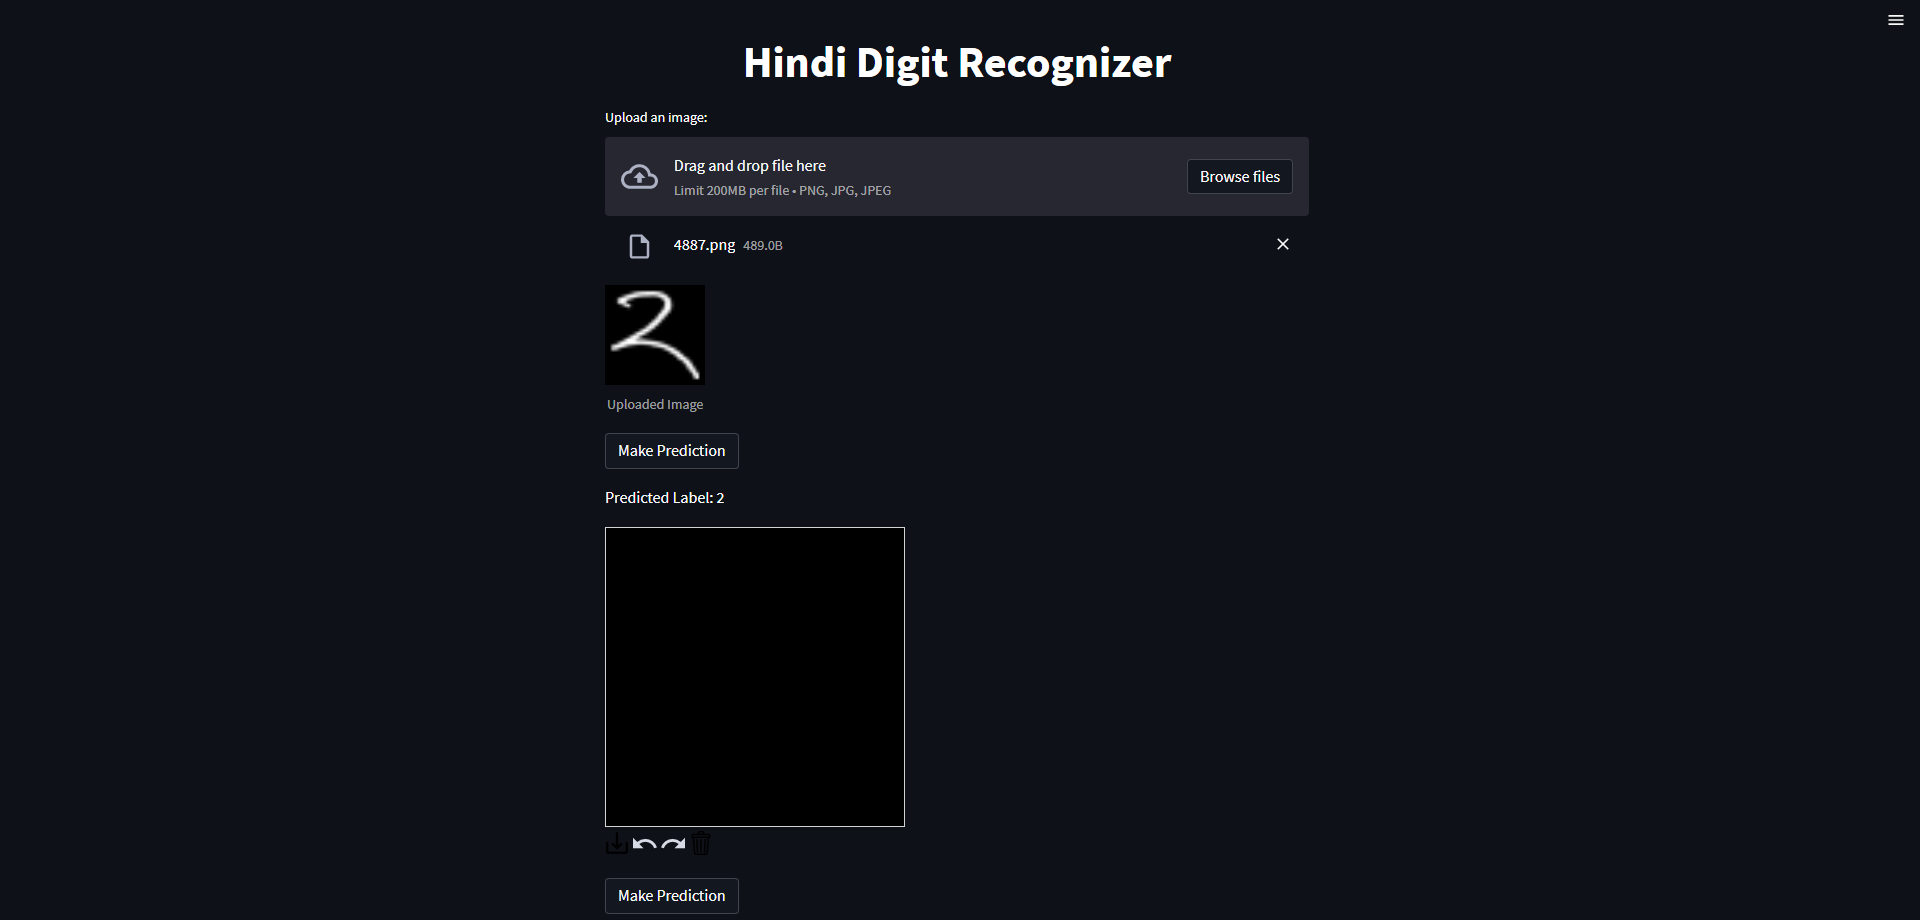 Hindi Digit Recognizer
Upload an image:
Drag and drop file here
Limit 200MB per file • PNG, JPG, JPEG
Browse files
4887.png 489.0B
२
Uploaded Image
Make Prediction
Predicted Label: 2
Make Prediction